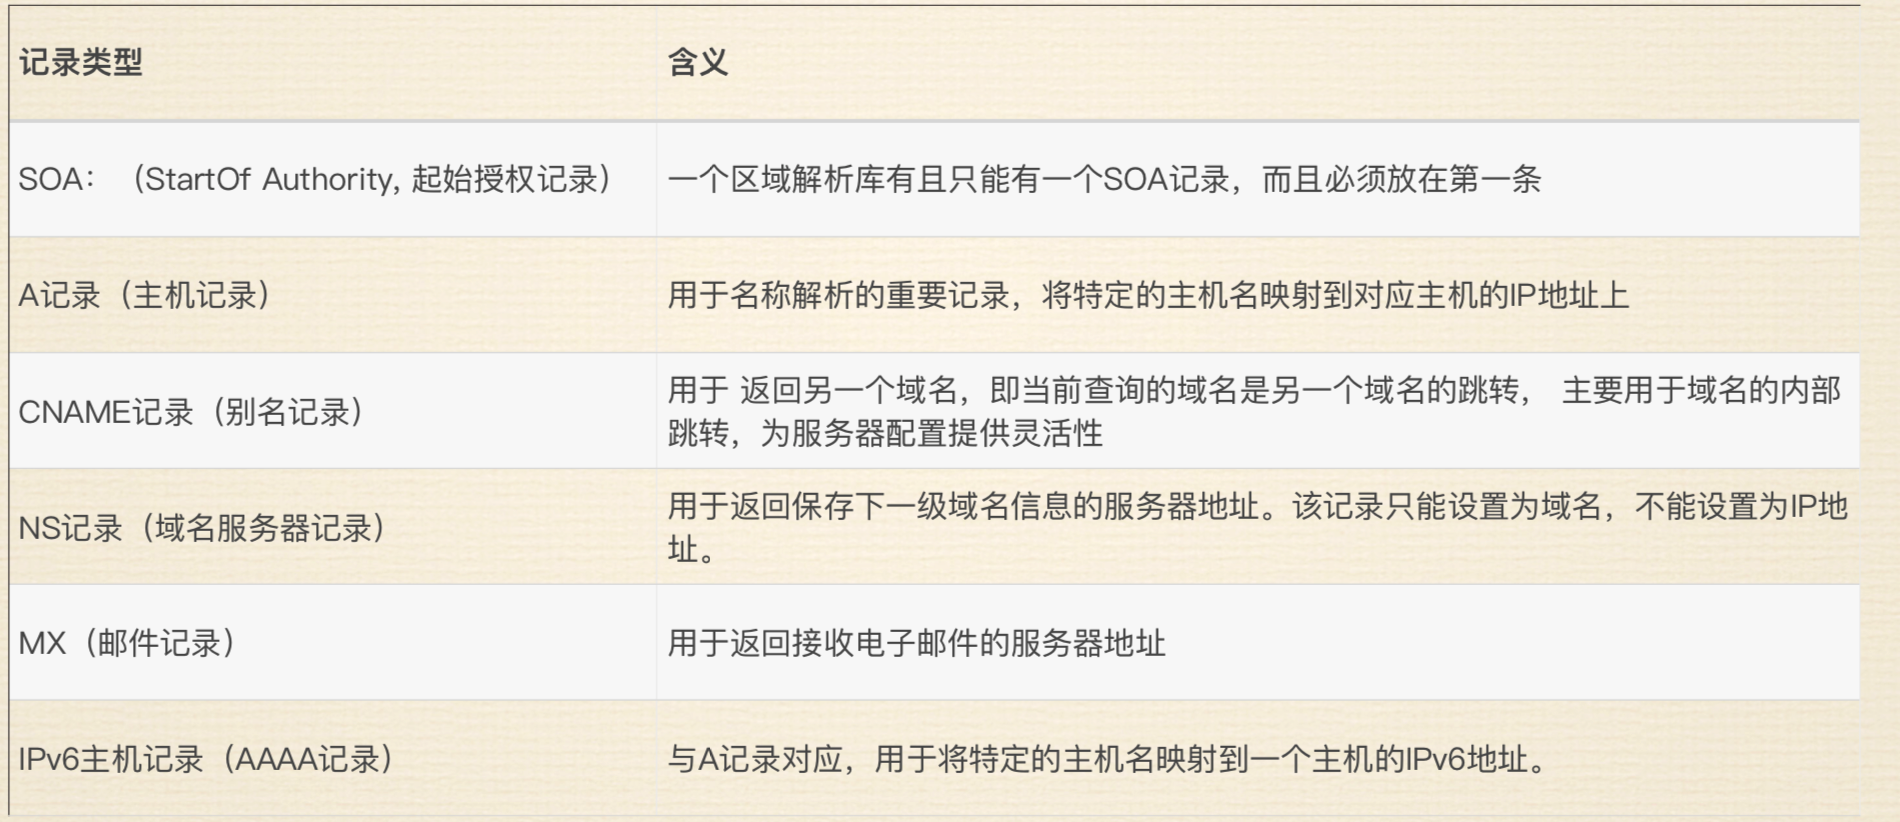 记录类型
含义
SOA： （StartOf Authority, 起始授权记录）
一个区域解析库有且只能有一个SOA记录，而且必须放在第一条
A记录（主机记录）
用于名称解析的重要记录，将特定的主机名映射到对应主机的IP地址上
CNAME记录（别名记录）
用于 返回另一个域名，即当前查询的域名是另一个域名的跳转， 主要用于域名的内部
跳转，为服务器配置提供灵活性
NS记录（域名服务器记录）
用于返回保存下一级域名信息的服务器地址。该记录只能设置为域名，不能设置为IP地
址。
MX（邮件记录）
用于返回接收电子邮件的服务器地址
IPv6主机记录（AAAA记录）
与A记录对应，用于将特定的主机名映射到一个主机的IPv6地址。